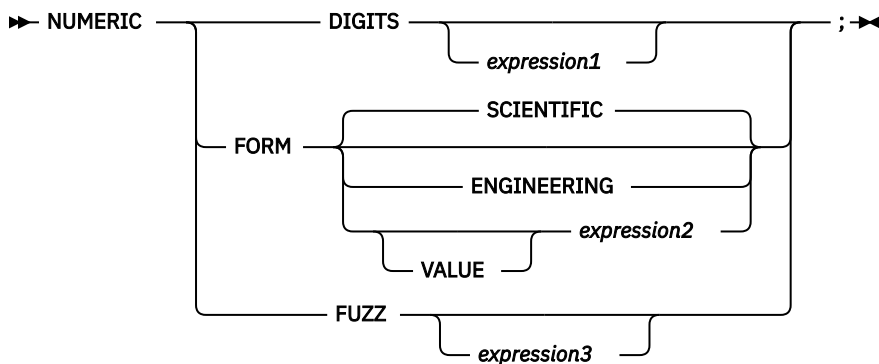 NUMERIC DIGITS ;
expression1
SCIENTIFIC
FORM
ENGINEERING
expression2
VALUE
FUZZ
expression3